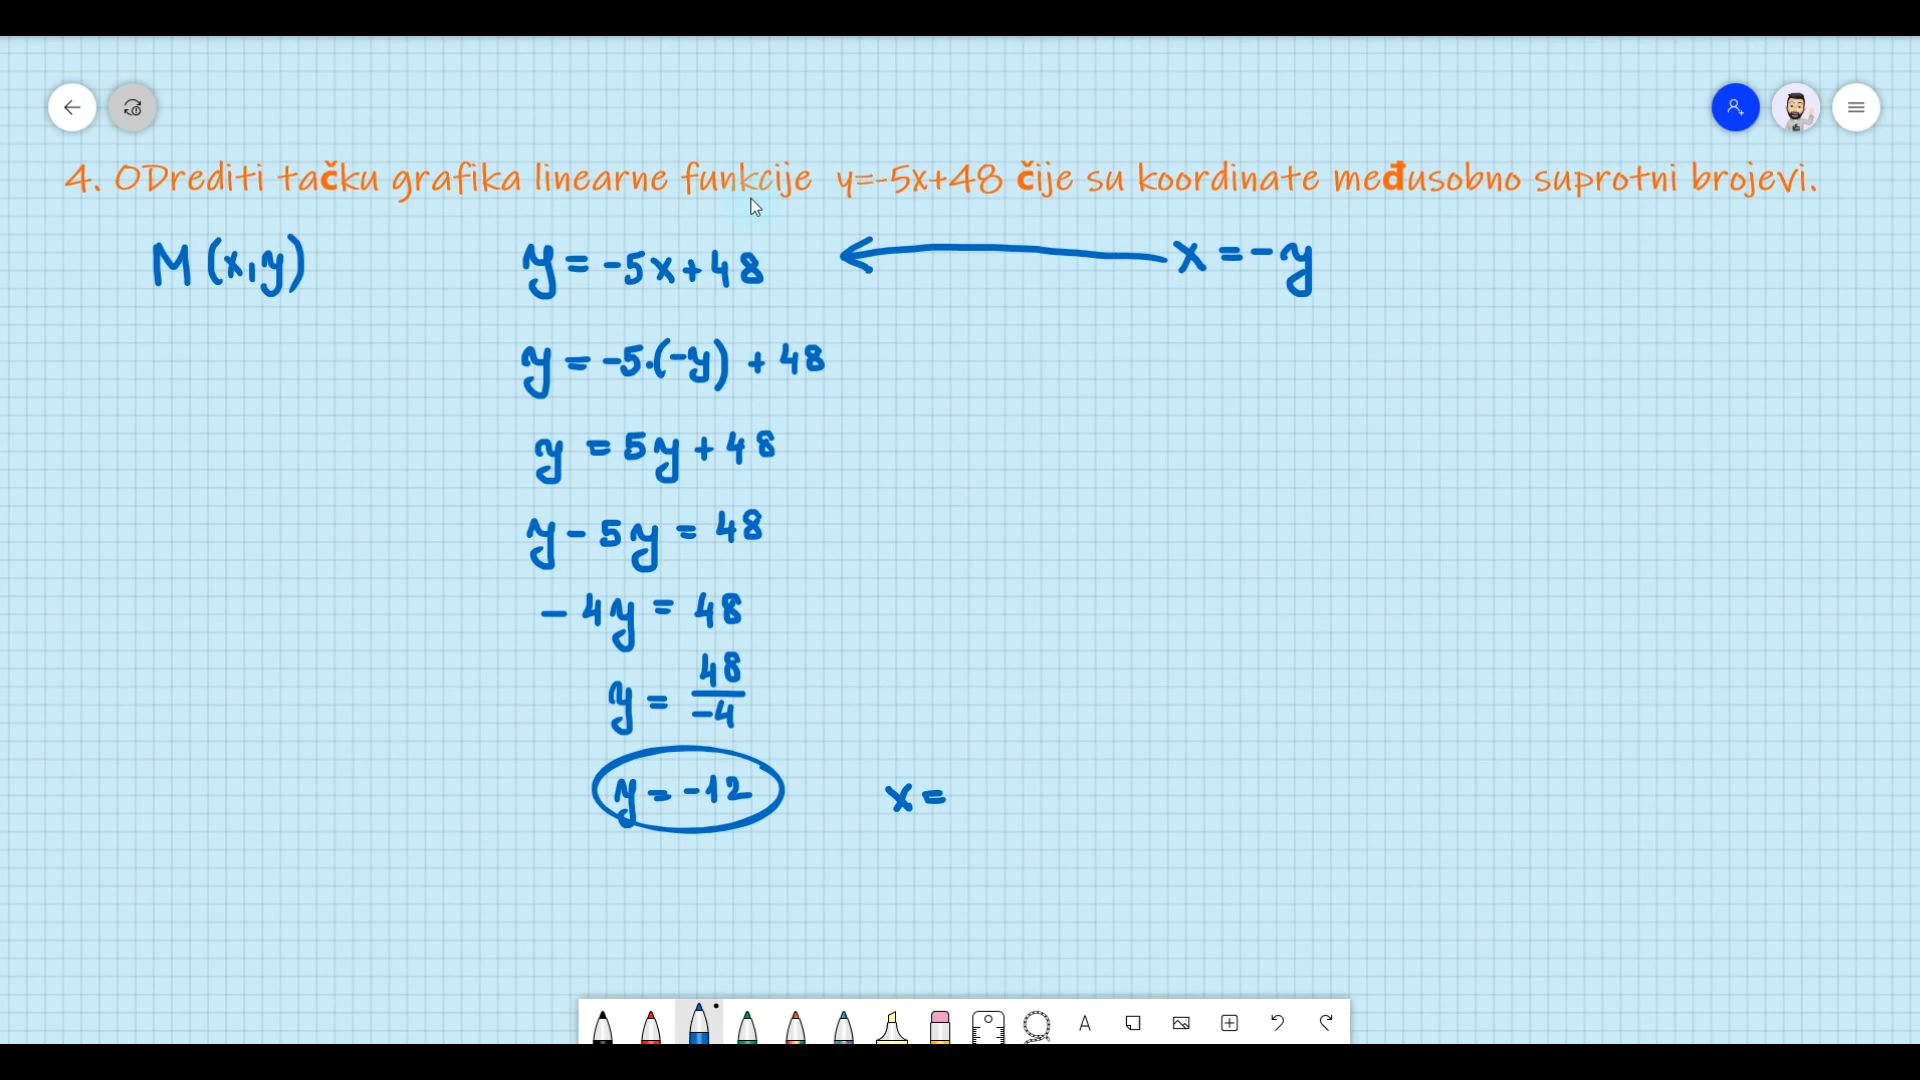 4. ODrediti tačku grafika linearne funkcije y=-5x+48 čije su koordinate međusobno suprotni brojevi.
M(x,y) y=-5x+48 x=-y
y=-5·(-y)+48
y=5y+48
y-5y=48
-4y=48
y=48/-4
y=-12 x=
A